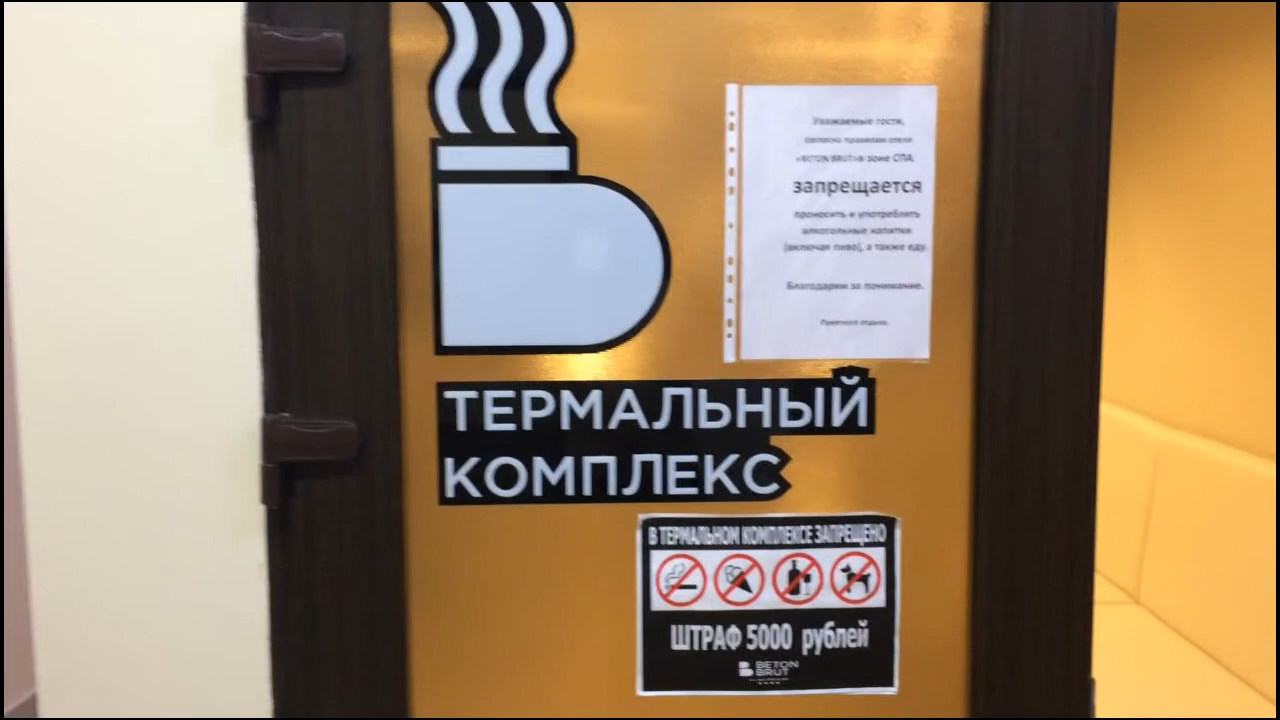 Уважаемые гости,
согласно правилам отеля
«BETON BRUT» в зоне СПА
запрещается
проносить и употреблять
алкогольные напитки
(включая пиво), а также еду.
Благодарим за понимание.
Приятного отдыха.
ТЕРМАЛЬНЫЙ
КОМПЛЕКС
В ТЕРМАЛЬНОМ КОМПЛЕКСЕ ЗАПРЕЩЕНО
ШТРАФ 5000 рублей
BETON
BRUT